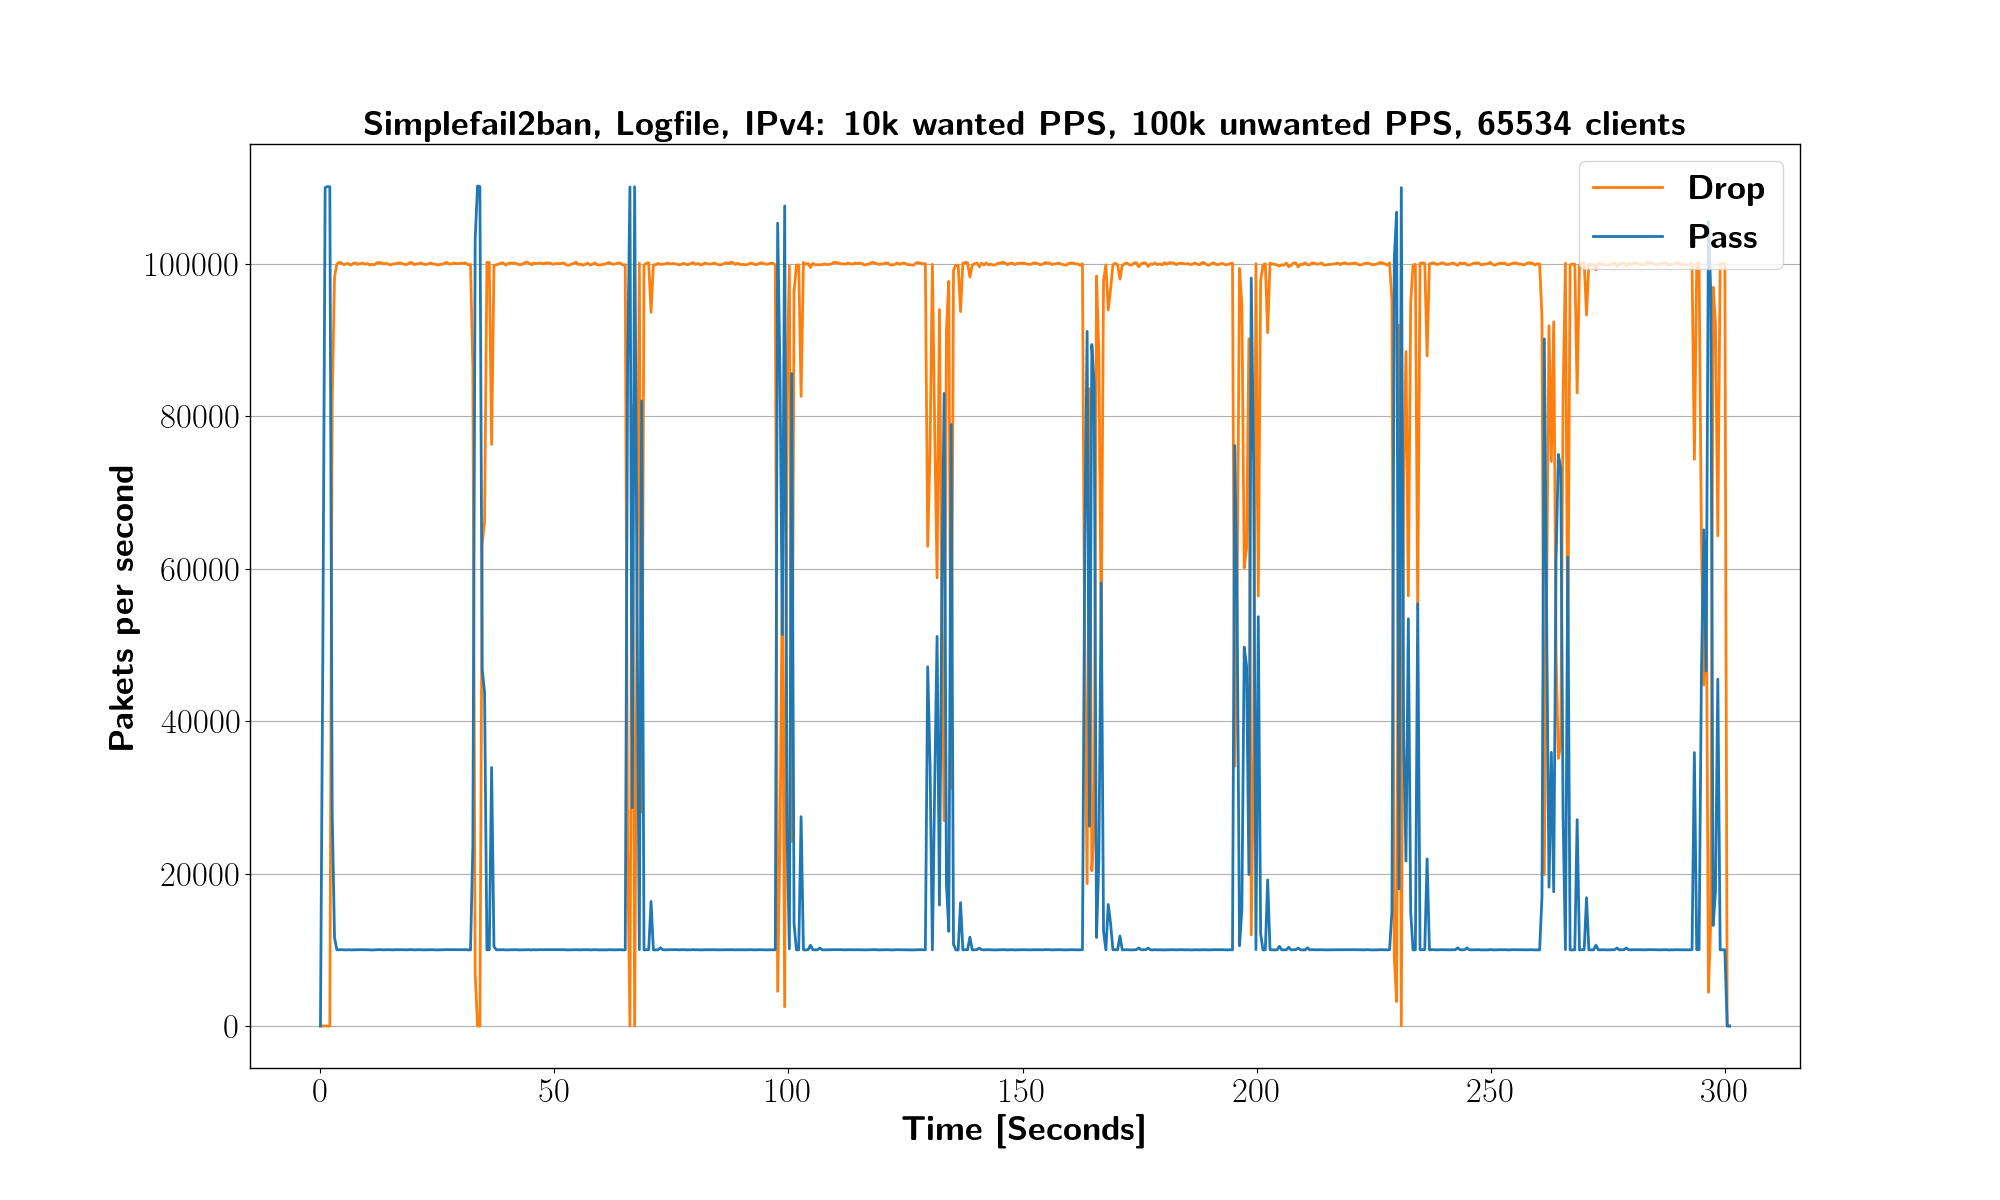 Simplefail2ban, Logfile, IPv4: 10k wanted PPS, 100k unwanted PPS, 65534 clients
Drop
Pass
100000
80000
60000
40000
20000
0
Pakets per second
0 50 100 150 200 250 300
Time [Seconds]